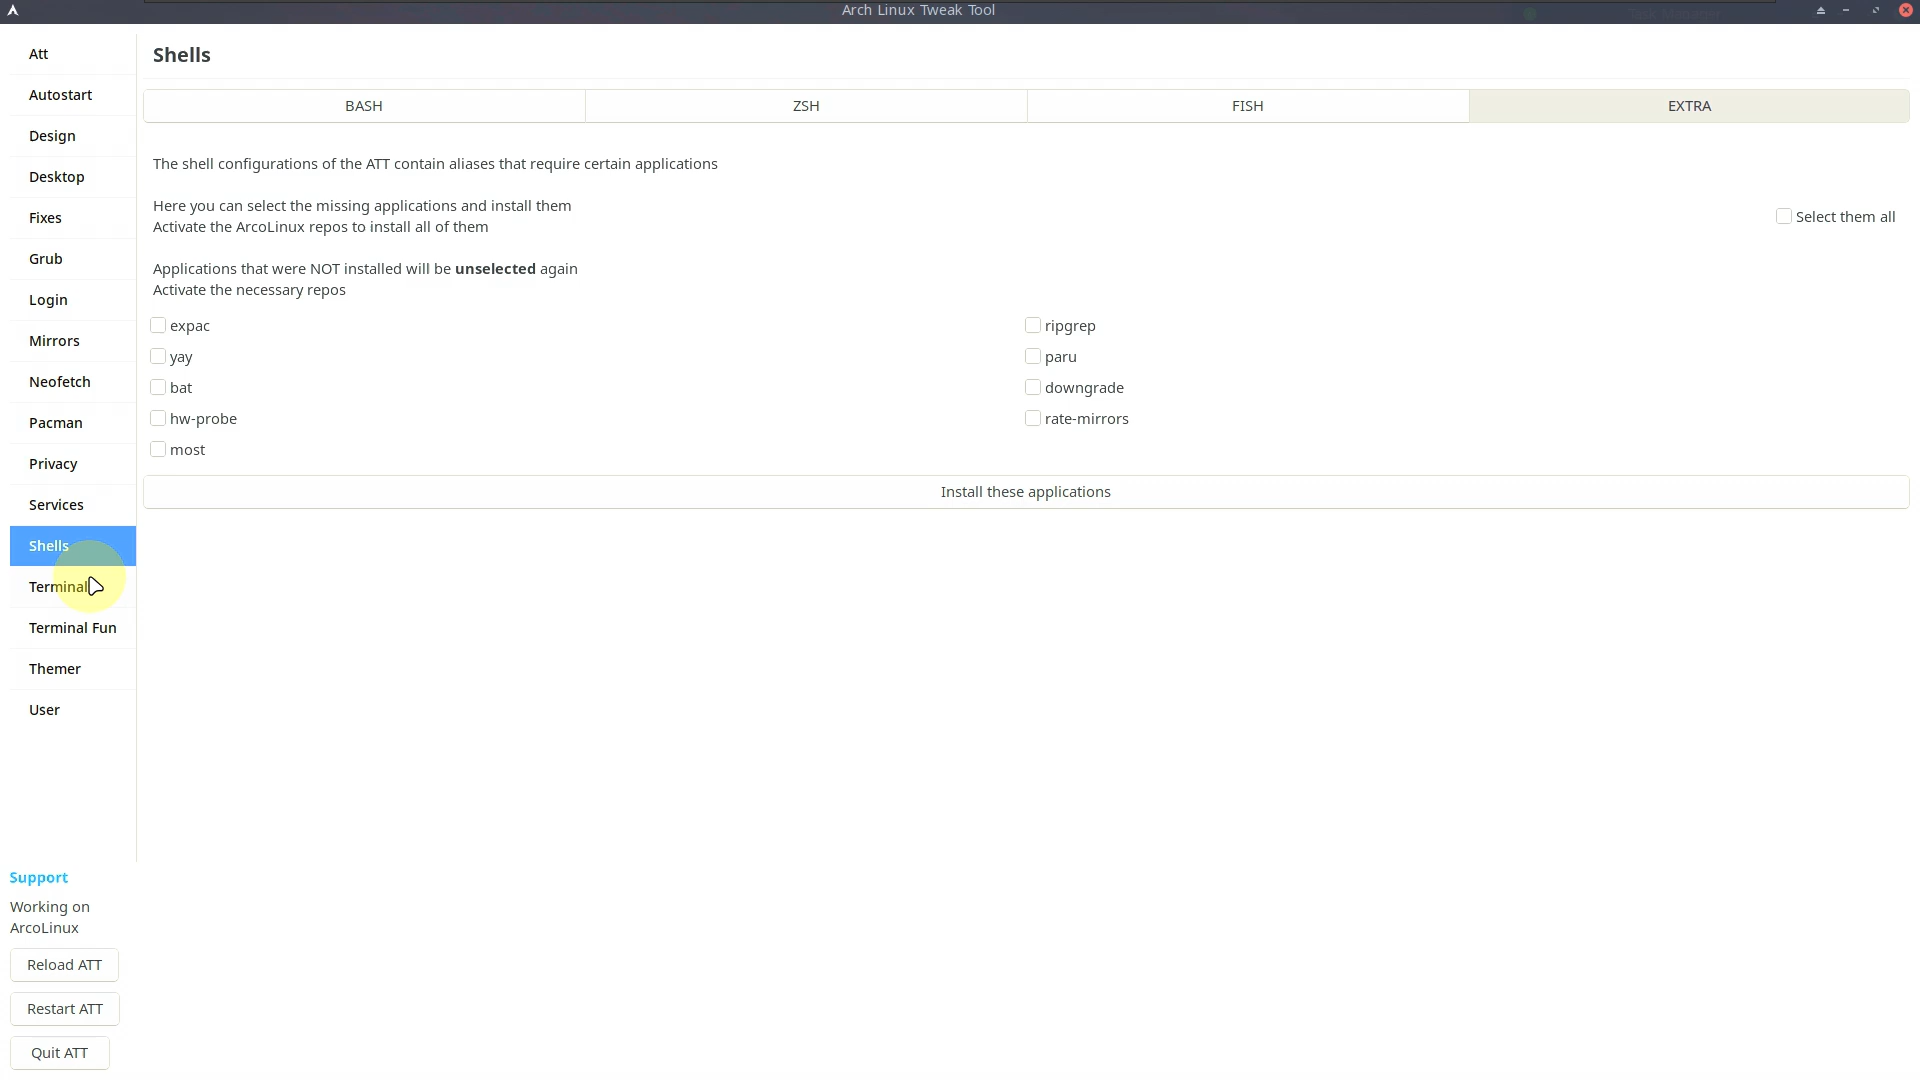 Arch Linux Tweak Tool
Att
Autostart
Design
Desktop
Fixes
Grub
Login
Mirrors
Neofetch
Pacman
Privacy
Services
Shells
Terminal
Terminal Fun
Themer
User
Support
Working on
ArcoLinux
Reload ATT
Restart ATT
Quit ATT
Shells
BASH ZSH FISH EXTRA
The shell configurations of the ATT contain aliases that require certain applications
Here you can select the missing applications and install them
Activate the ArcoLinux repos to install all of them
Select them all
Applications that were NOT installed will be unselected again
Activate the necessary repos
expac ripgrep
yay paru
bat downgrade
hw-probe rate-mirrors
most
Install these applications